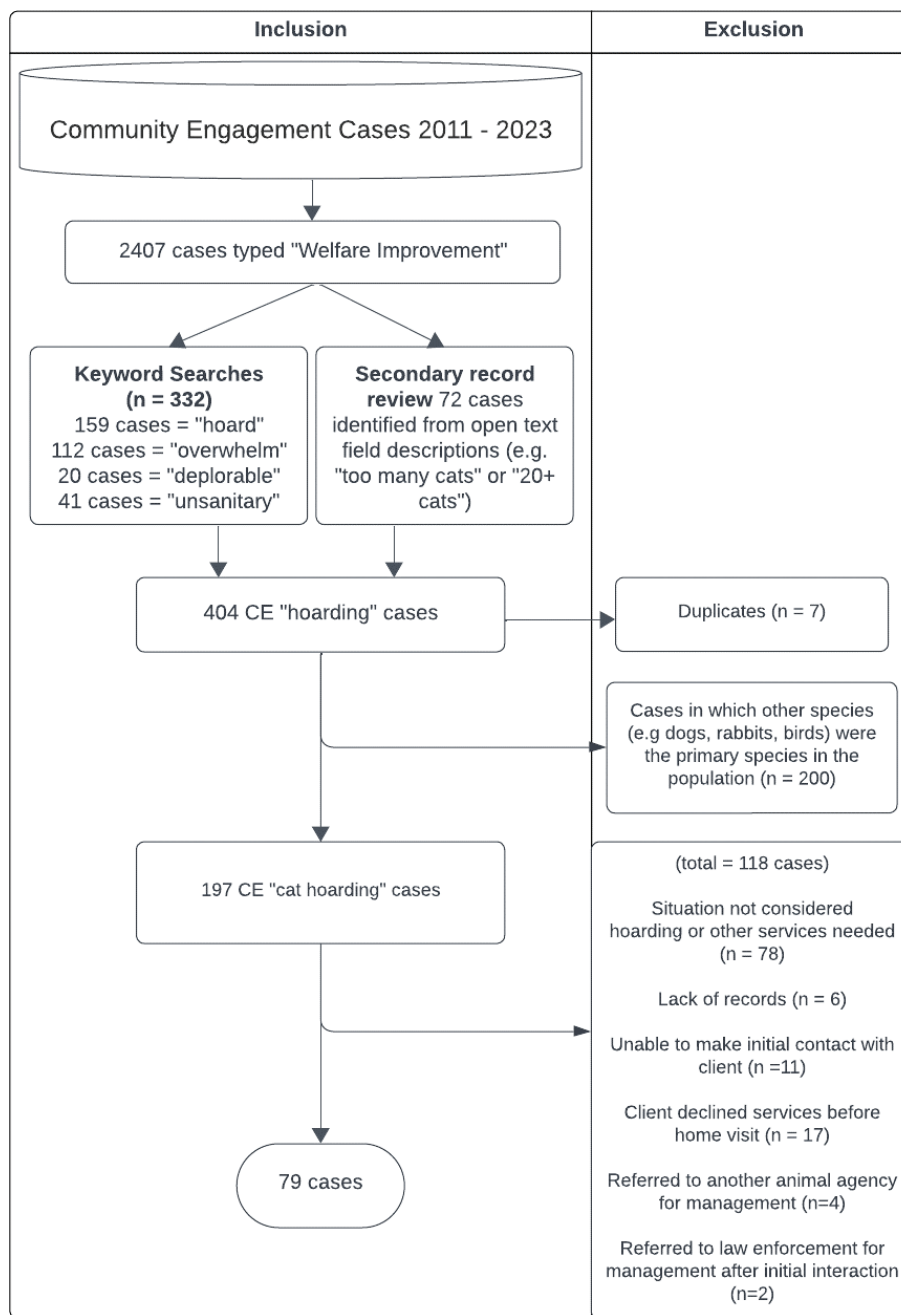 Inclusion
Exclusion
Community Engagement Cases 2011 - 2023
2407 cases typed "Welfare Improvement"
Keyword Searches
(n = 332)
159 cases = "hoard"
112 cases = "overwhelm"
20 cases = "deplorable"
41 cases = "unsanitary"
Secondary record
review 72 cases
identified from open text
field descriptions (e.g.
"too many cats" or "20+
cats")
404 CE "hoarding" cases
Duplicates (n = 7)
Cases in which other species
(e.g dogs, rabbits, birds) were
the primary species in the
population (n = 200)
197 CE "cat hoarding" cases
(total = 118 cases)
Situation not considered
hoarding or other services needed
(n = 78)
Lack of records (n = 6)
Unable to make initial contact with
client (n =11)
Client declined services before
home visit (n = 17)
Referred to another animal agency
for management (n=4)
Referred to law enforcement for
management after initial interaction
(n=2)
79 cases